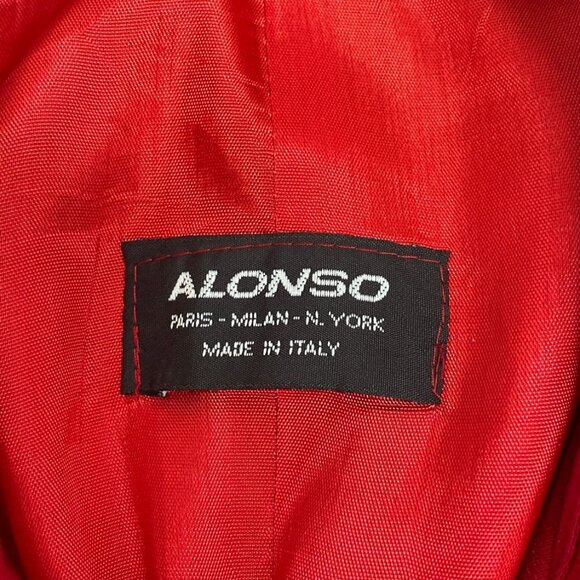 ALONSO
PARIS - MILAN - N. YORK
MADE IN ITALY